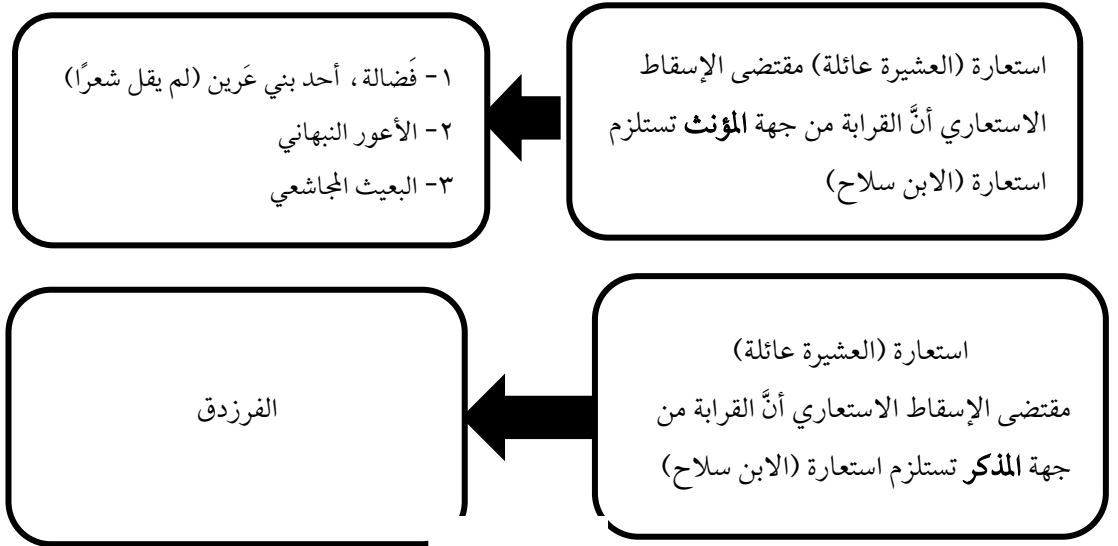 استعارة (العشيرة عائلة) مقتضى الإسقاط
الاستعاري أنَّ القرابة من جهة المؤنث تستلزم
استعارة (الابن سلاح)
١- فَضالة، أحد بني عَرين (لم يقل شعرًا)
٢- الأعور النبهاني
٣- البعيث المجاشعي
استعارة (العشيرة عائلة)
مقتضى الإسقاط الاستعاري أنَّ القرابة من
جهة المذكر تستلزم استعارة (الابن سلاح)
الفرزدق